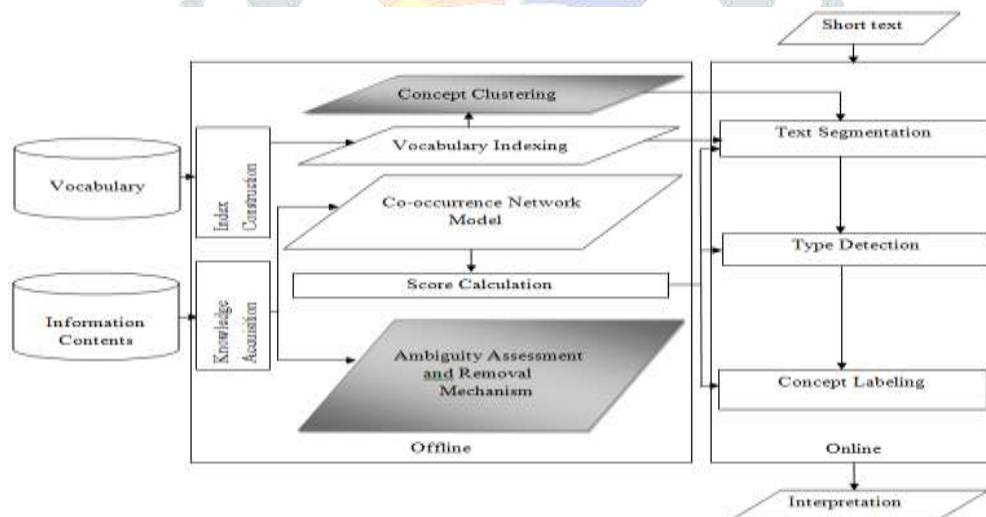 Short text
Concept Clustering
Vocabulary Indexing
Text Segmentation
Vocabulary
Index
Construction
Co-occurrence Network
Model
Type Detection
Score Calculation
Information
Contents
Knowledge
Acquisition
Ambiguity Assessment
and Removal
Mechanism
Concept Labeling
Offline
Online
Interpretation